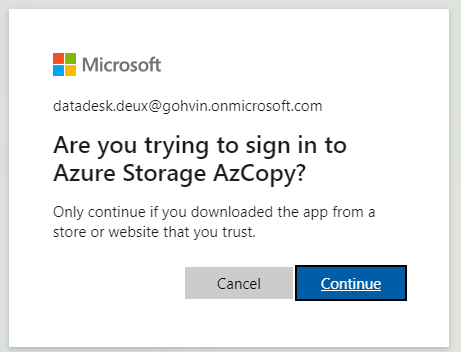 Microsoft
datadesk.deux@gohvin.onmicrosoft.com
Are you trying to sign in to
Azure Storage AzCopy?
Only continue if you downloaded the app from a
store or website that you trust.
Cancel Continue